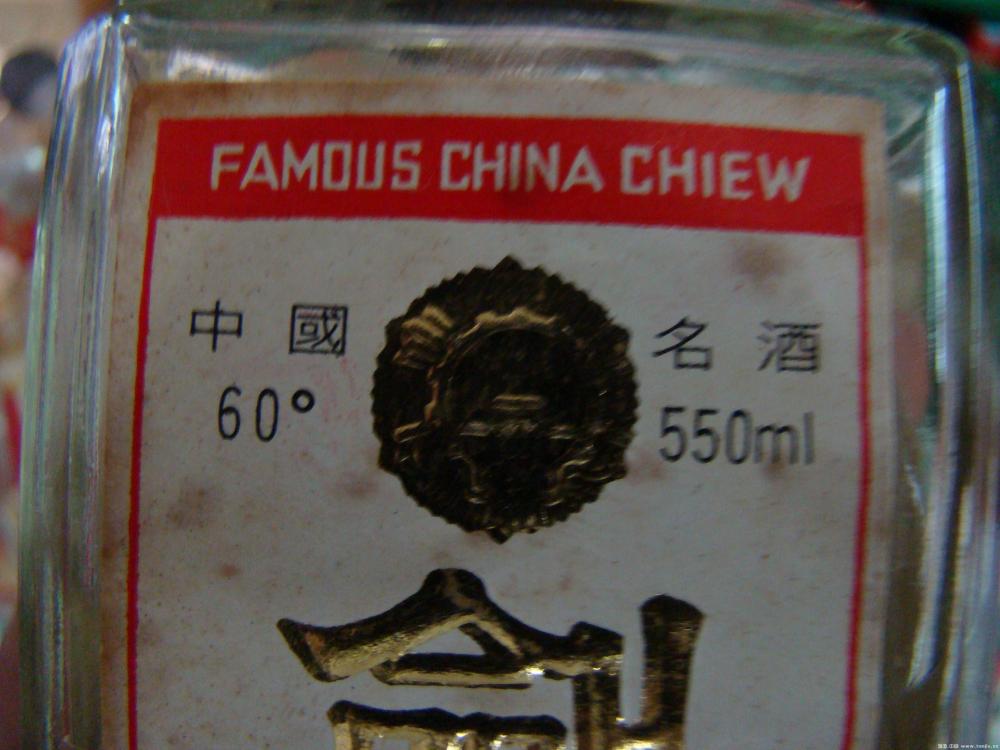 FAMOUS CHINA CHIEW
中國 名酒
60° 550ml